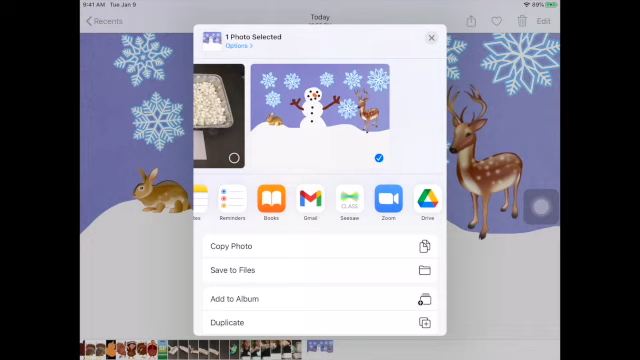 9:41 AM Tue Jan 9
89%
Recents
Today
Edit
1 Photo Selected
Options >
Reminders
Books
Gmail
Seesaw
Zoom
Drive
CLASS
Copy Photo
Save to Files
Add to Album
Duplicate